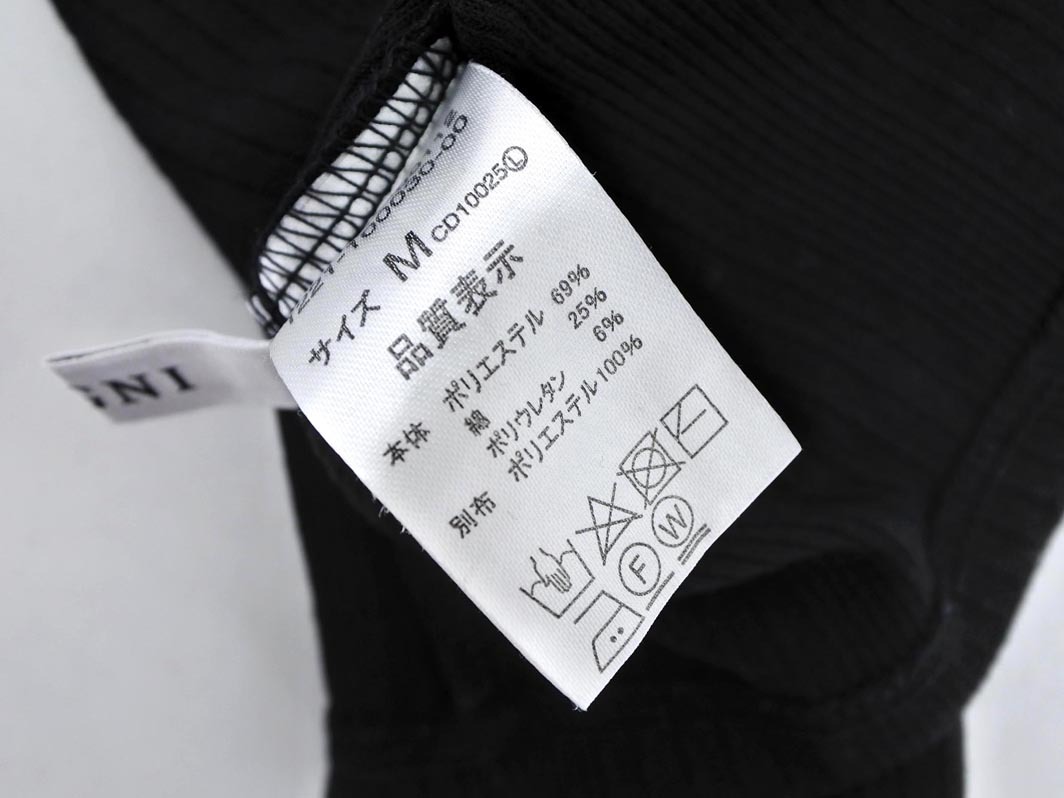 サイズ M CD10025Ⓛ
品質表示
本体 ポリエステル 69%
綿 25%
ポリウレタン 6%
別布 ポリエステル100%
F W
NI